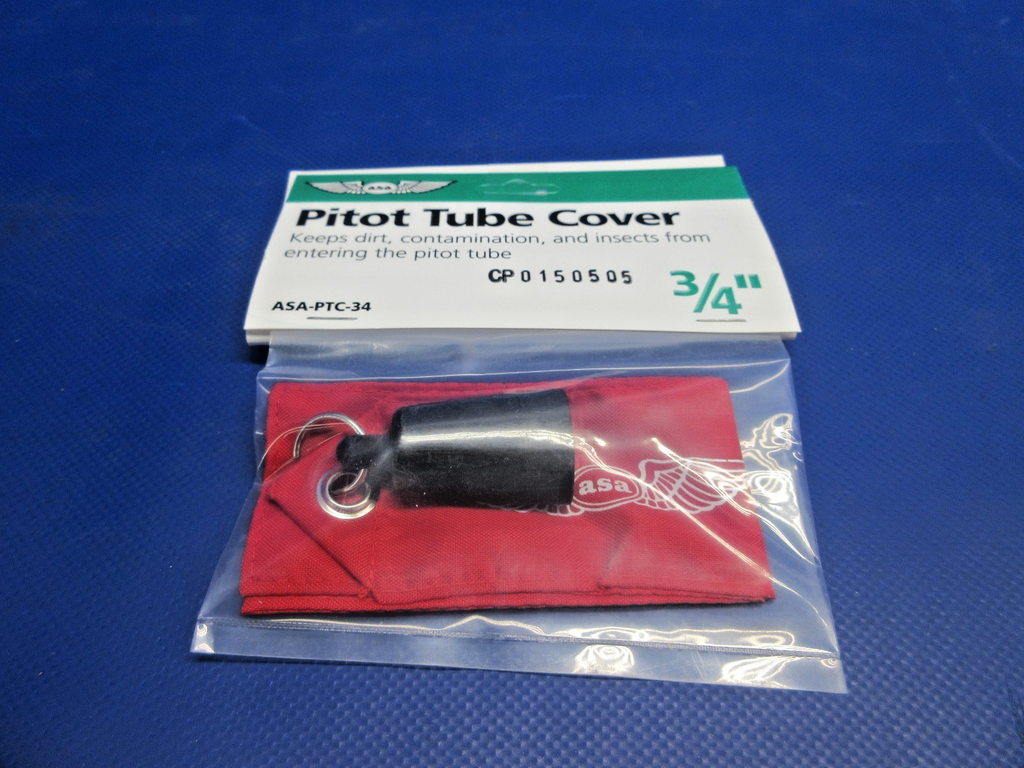 asa
Pitot Tube Cover
Keeps dirt, contamination, and insects from
entering the pitot tube
CP0150505
3/4"
ASA-PTC-34
asa